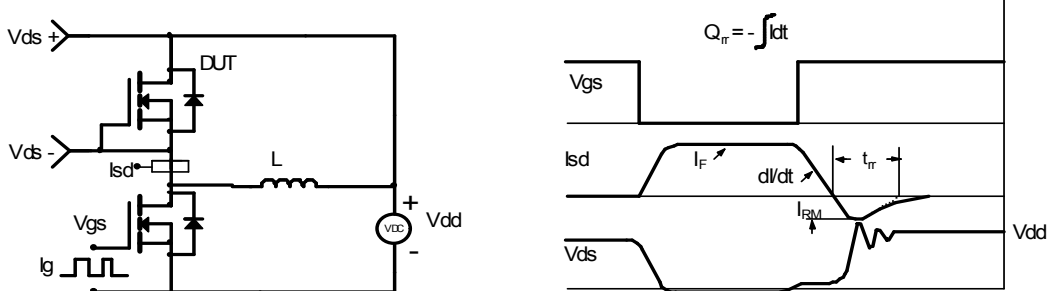 Vds +
DUT
Vds -
Isd
L
Vgs
Ig
+
VDC
-
Vdd
Qrr = - ∫Idt
Vgs
Isd
IF
dI/dt
trr
IRM
Vds
Vdd